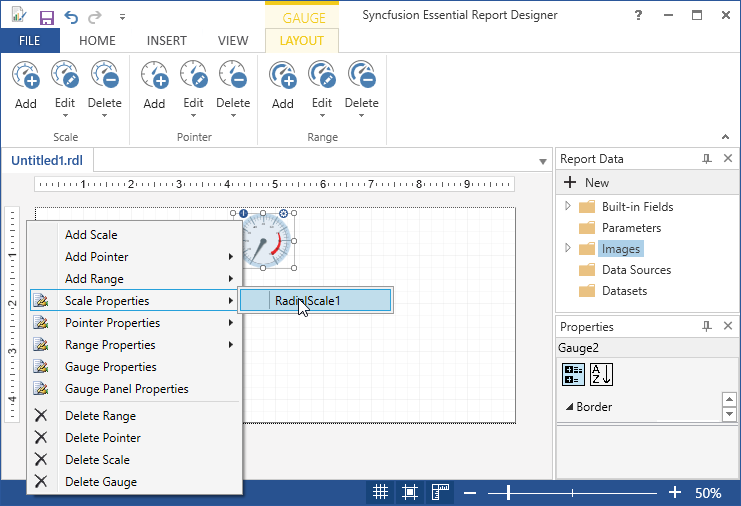 GAUGE
Syncfusion Essential Report Designer
?
FILE
HOME
INSERT
VIEW
LAYOUT
Add
Edit
Delete
Add
Edit
Delete
Add
Edit
Delete
Scale
Pointer
Range
Untitled1.rdl
1 2 3 4 5 6 7 8 9
1
2
3
4
Add Scale
Add Pointer
Add Range
Scale Properties
RadialScale1
Pointer Properties
Range Properties
Gauge Properties
Gauge Panel Properties
Delete Range
Delete Pointer
Delete Scale
Delete Gauge
Report Data
New
Built-in Fields
Parameters
Images
Data Sources
Datasets
Properties
Gauge2
A
Z
Border
50%